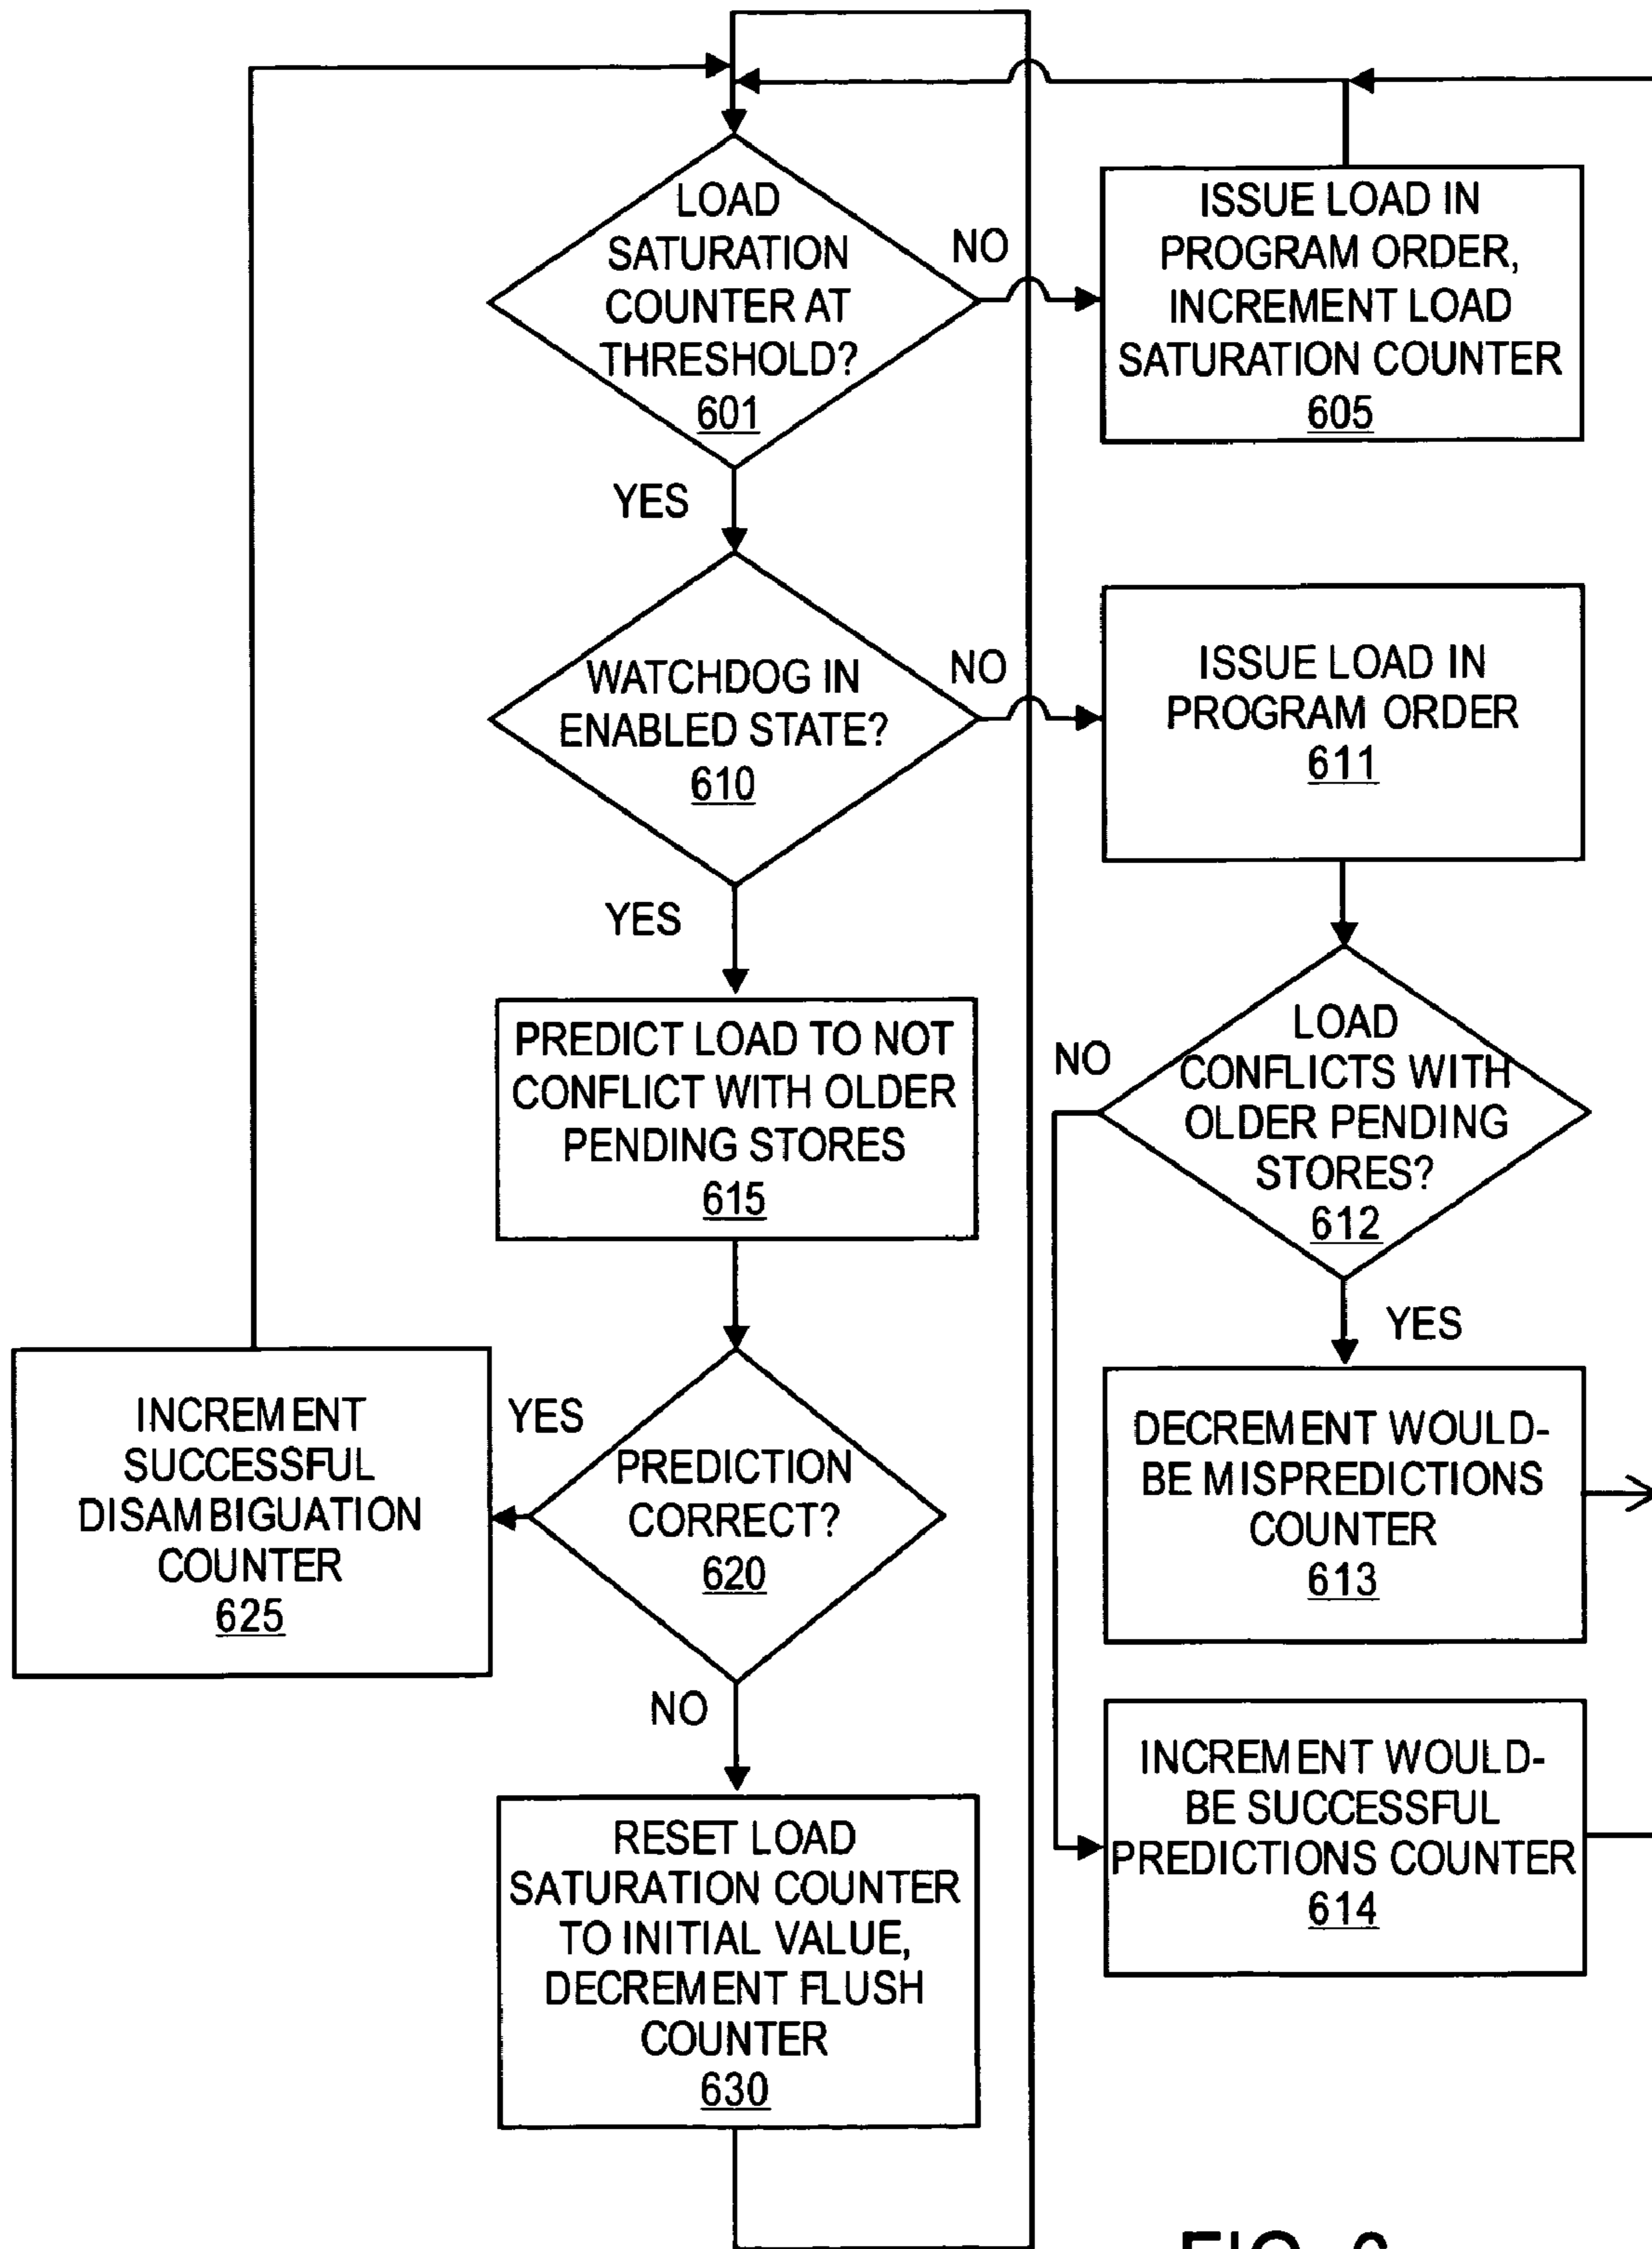 LOAD
SATURATION
COUNTER AT
THRESHOLD?
601
NO
YES
ISSUE LOAD IN
PROGRAM ORDER,
INCREMENT LOAD
SATURATION COUNTER
605
WATCHDOG IN
ENABLED STATE?
610
NO
YES
ISSUE LOAD IN
PROGRAM ORDER
611
PREDICT LOAD TO NOT
CONFLICT WITH OLDER
PENDING STORES
615
LOAD
CONFLICTS WITH
OLDER PENDING
STORES?
612
NO
YES
INCREMENT
SUCCESSFUL
DISAMBIGUATION
COUNTER
625
YES
PREDICTION
CORRECT?
620
NO
DECREMENT WOULD-
BE MISPREDICTIONS
COUNTER
613
INCREMENT WOULD-
BE SUCCESSFUL
PREDICTIONS COUNTER
614
RESET LOAD
SATURATION COUNTER
TO INITIAL VALUE,
DECREMENT FLUSH
COUNTER
630